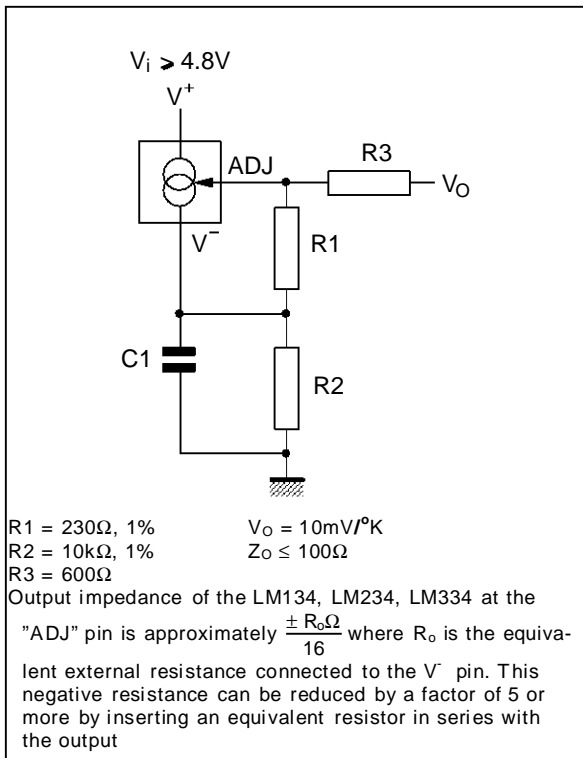 Vi ⩾ 4.8V
V+
ADJ
R3
VO
V−
R1
C1
R2
R1 = 230Ω, 1% VO = 10mV/°K
R2 = 10kΩ, 1% ZO ≤ 100Ω
R3 = 600Ω
Output impedance of the LM134, LM234, LM334 at the
"ADJ" pin is approximately ± RoΩ / 16 where Ro is the equiva-
lent external resistance connected to the V- pin. This
negative resistance can be reduced by a factor of 5 or
more by inserting an equivalent resistor in series with
the output